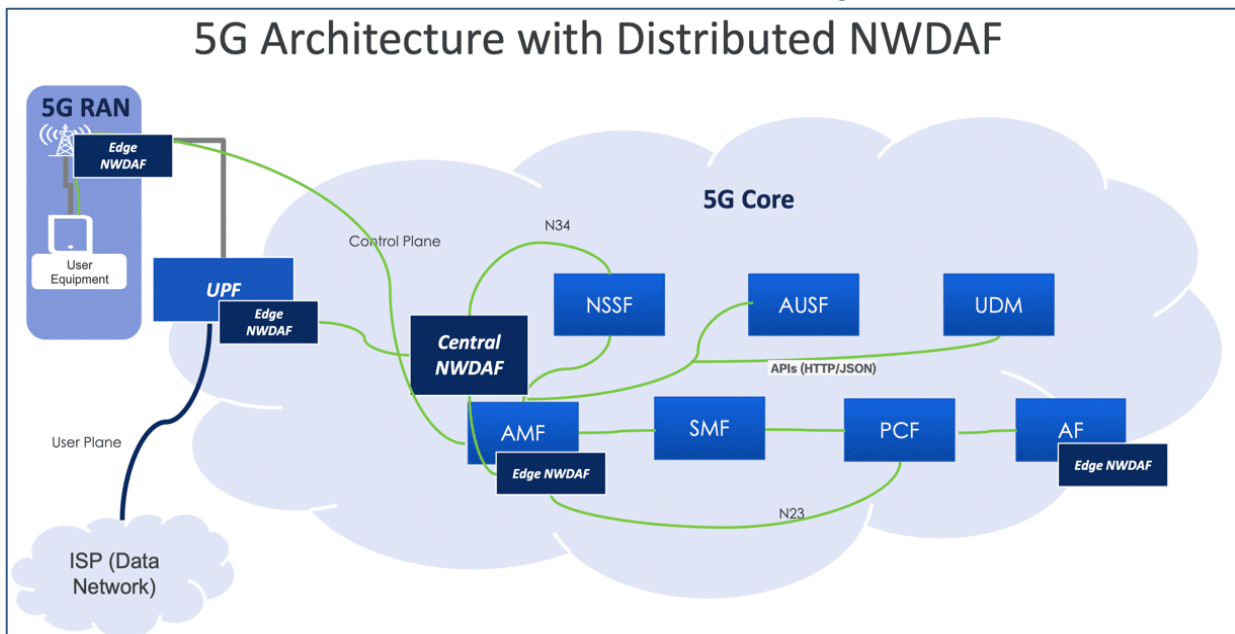 5G Architecture with Distributed NWDAF
5G RAN
Edge
NWDAF
User
Equipment
UPF
Edge
NWDAF
Control Plane
5G Core
N34
NSSF
AUSF
UDM
Central
NWDAF
APIs (HTTP/JSON)
AMF
Edge NWDAF
SMF
PCF
AF
Edge NWDAF
N23
User Plane
ISP (Data
Network)